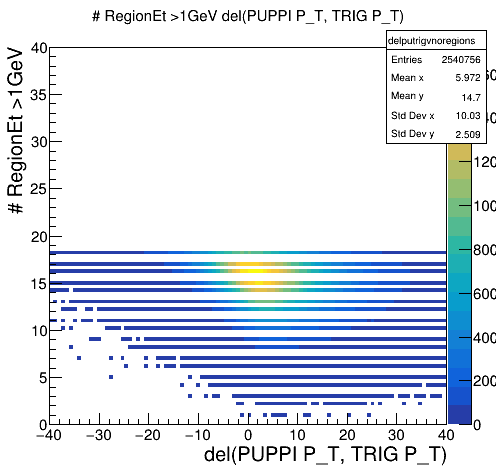 # RegionEt >1GeV del(PUPPI P_T, TRIG P_T)
delputrigvnoregions
Entries 2540756
Mean x 5.972
Mean y 14.7
Std Dev x 10.03
Std Dev y 2.509
# RegionEt >1GeV
40
35
30
25
20
15
10
5
0
−40 −30 −20 −10 0 10 20 30 40
del(PUPPI P_T, TRIG P_T)
800
600
400
200
0